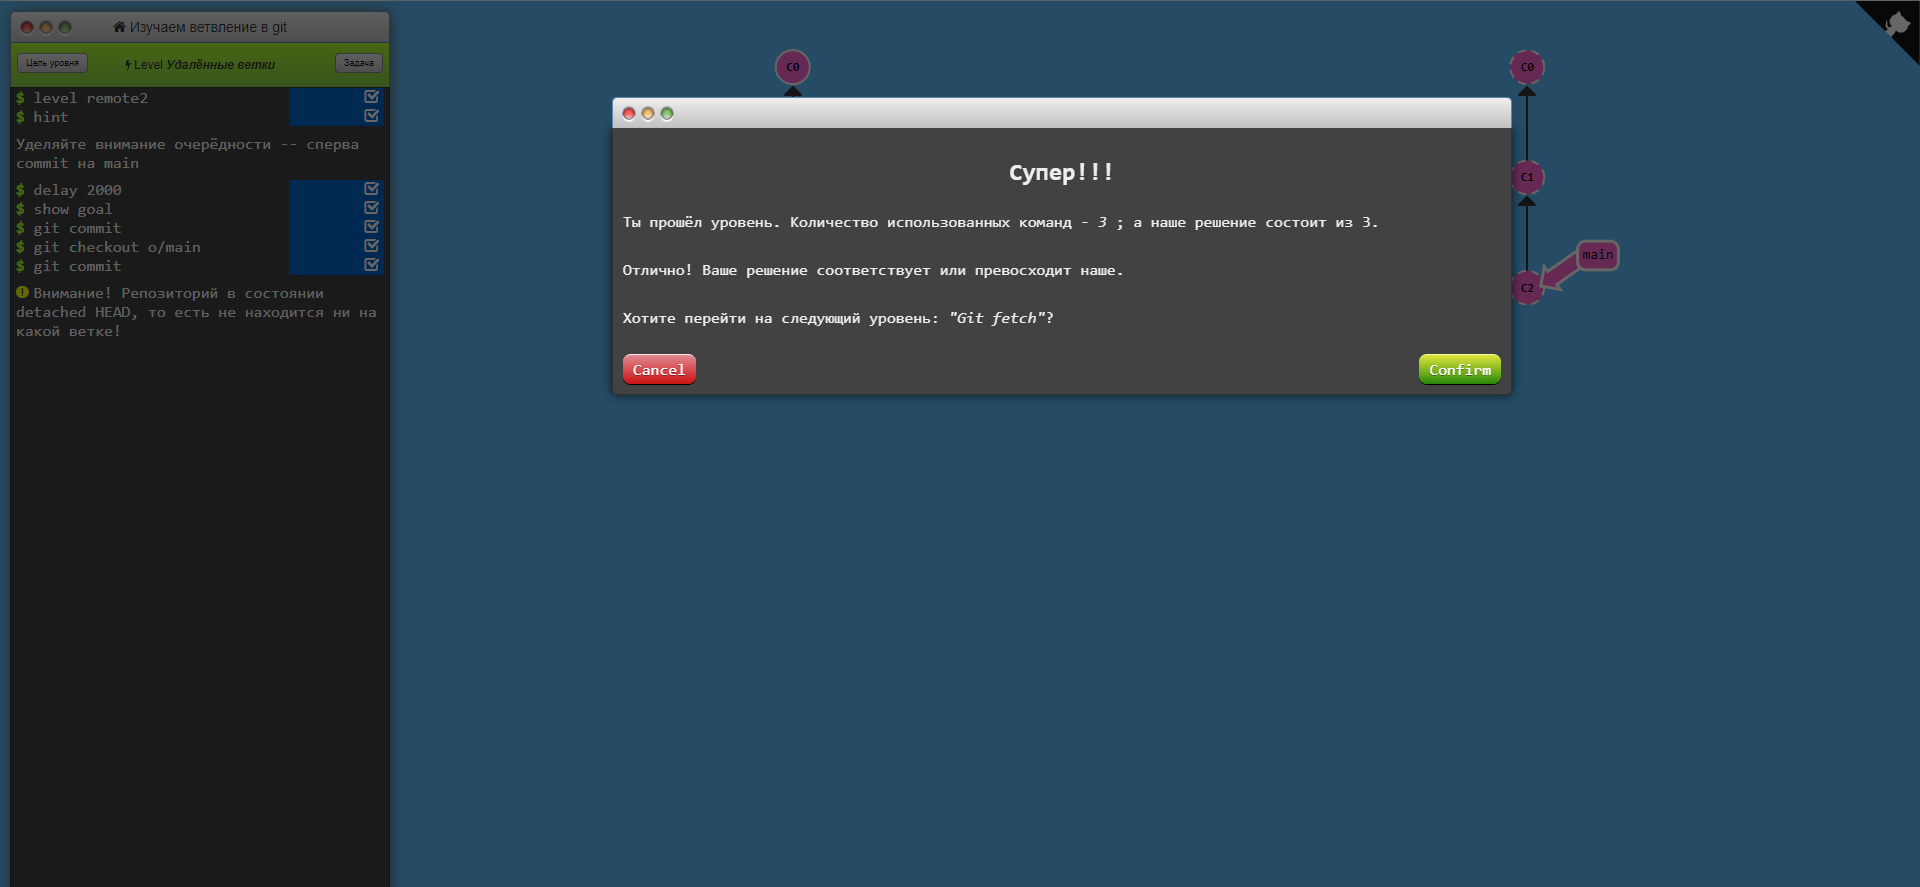 Изучаем ветвление в git
Цель уровня
Level Удалённые ветки
Задача
$ level remote2
$ hint
Уделяйте внимание очерёдности -- сперва
commit на main
$ delay 2000
$ show goal
$ git commit
$ git checkout o/main
$ git commit
Внимание! Репозиторий в состоянии
detached HEAD, то есть не находится ни на
какой ветке!
C0
Супер!!!
Ты прошёл уровень. Количество использованных команд - 3 ; а наше решение состоит из 3.
Отлично! Ваше решение соответствует или превосходит наше.
Хотите перейти на следующий уровень: "Git fetch"?
Cancel
Confirm
C0
C1
main
C2